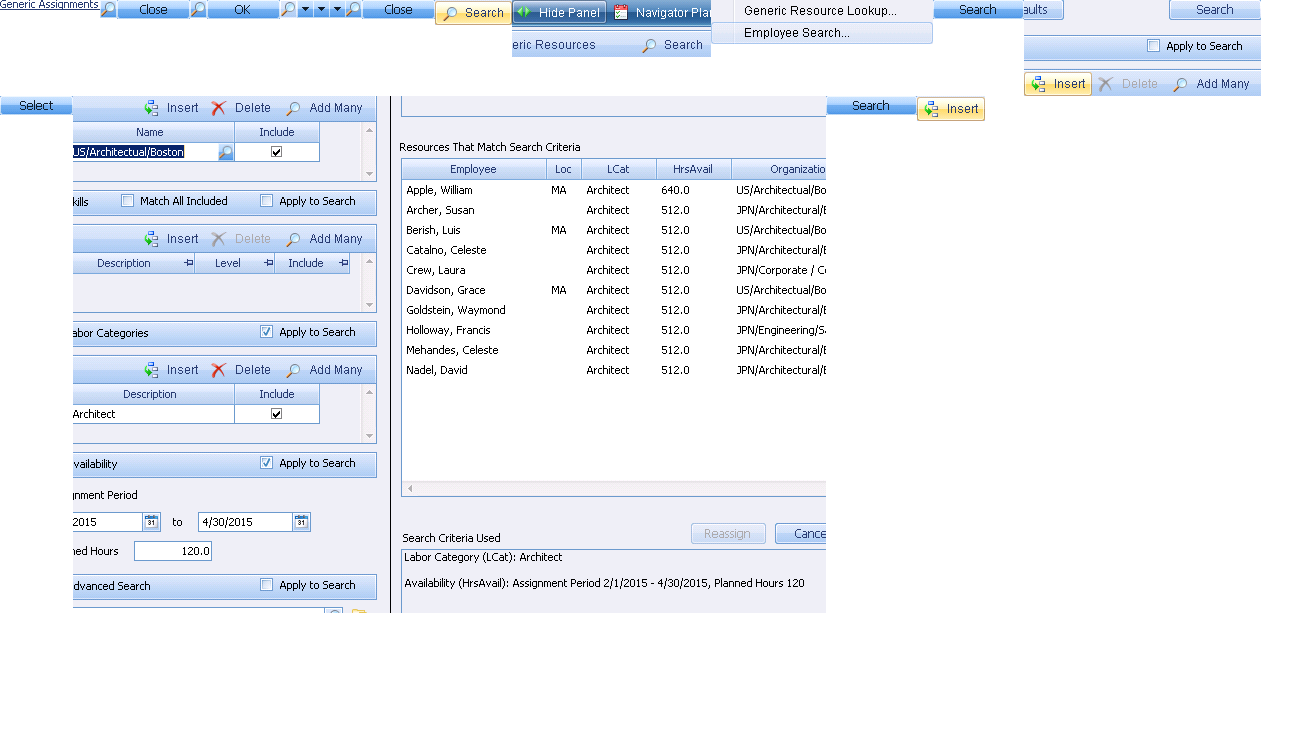 Generic Assignments
Close
OK
Close
Search
Hide Panel
Navigator Plan
eric Resources
Search
Generic Resource Lookup...
Employee Search...
Search
aults
Search
Apply to Search
Insert Delete Add Many
Select
Search
Insert
Insert Delete Add Many
Name Include
US/Architectual/Boston
kills Match All Included Apply to Search
Insert Delete Add Many
Description Level Include
abor Categories Apply to Search
Insert Delete Add Many
Description Include
Architect
vailability Apply to Search
gnment Period
2015 31 to 4/30/2015 31
ned Hours 120.0
dvanced Search Apply to Search
Resources That Match Search Criteria
Employee Loc LCat HrsAvail Organizatio
Apple, William MA Architect 640.0 US/Architectual/Bo
Archer, Susan Architect 512.0 JPN/Architectural/B
Berish, Luis MA Architect 512.0 US/Architectual/Bo
Catalno, Celeste Architect 512.0 JPN/Architectural/B
Crew, Laura Architect 512.0 JPN/Corporate / Co
Davidson, Grace MA Architect 512.0 US/Architectual/Bo
Goldstein, Waymond Architect 512.0 JPN/Architectural/B
Holloway, Francis Architect 512.0 JPN/Engineering/Sa
Mehandes, Celeste Architect 512.0 JPN/Architectural/B
Nadel, David Architect 512.0 JPN/Architectural/B
Search Criteria Used
Reassign Cance
Labor Category (LCat): Architect
Availability (HrsAvail): Assignment Period 2/1/2015 - 4/30/2015, Planned Hours 120